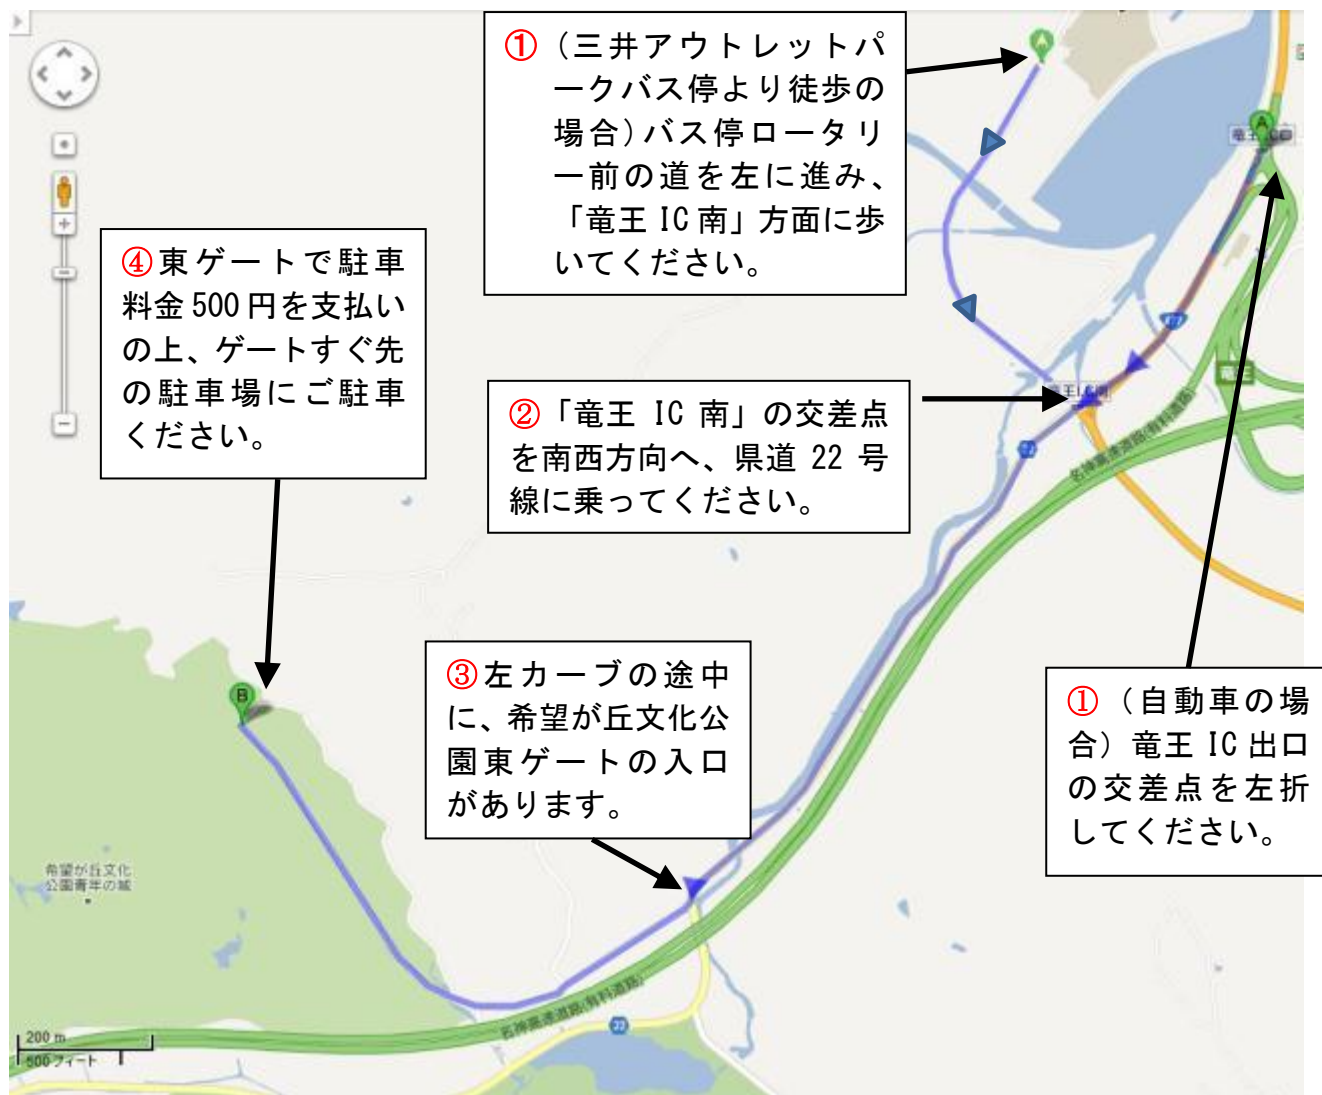 ①（三井アウトレットパ
ークバス停より徒歩の
場合）バス停ロータリ
ー前の道を左に進み、
「竜王 IC 南」方面に歩
いてください。
④東ゲートで駐車
料金 500 円を支払い
の上、ゲートすぐ先
の駐車場にご駐車
ください。
②「竜王 IC 南」の交差点
を南西方向へ、県道 22 号
線に乗ってください。
③左カーブの途中
に、希望が丘文化公
園東ゲートの入口
があります。
①（自動車の場
合）竜王 IC 出口
の交差点を左折
してください。
A
竜王IC南
名神高速道路(有料道路)
B
希望が丘文化
公園青年の城
名神高速道路(有料道路)
22
200 m
500 フィート